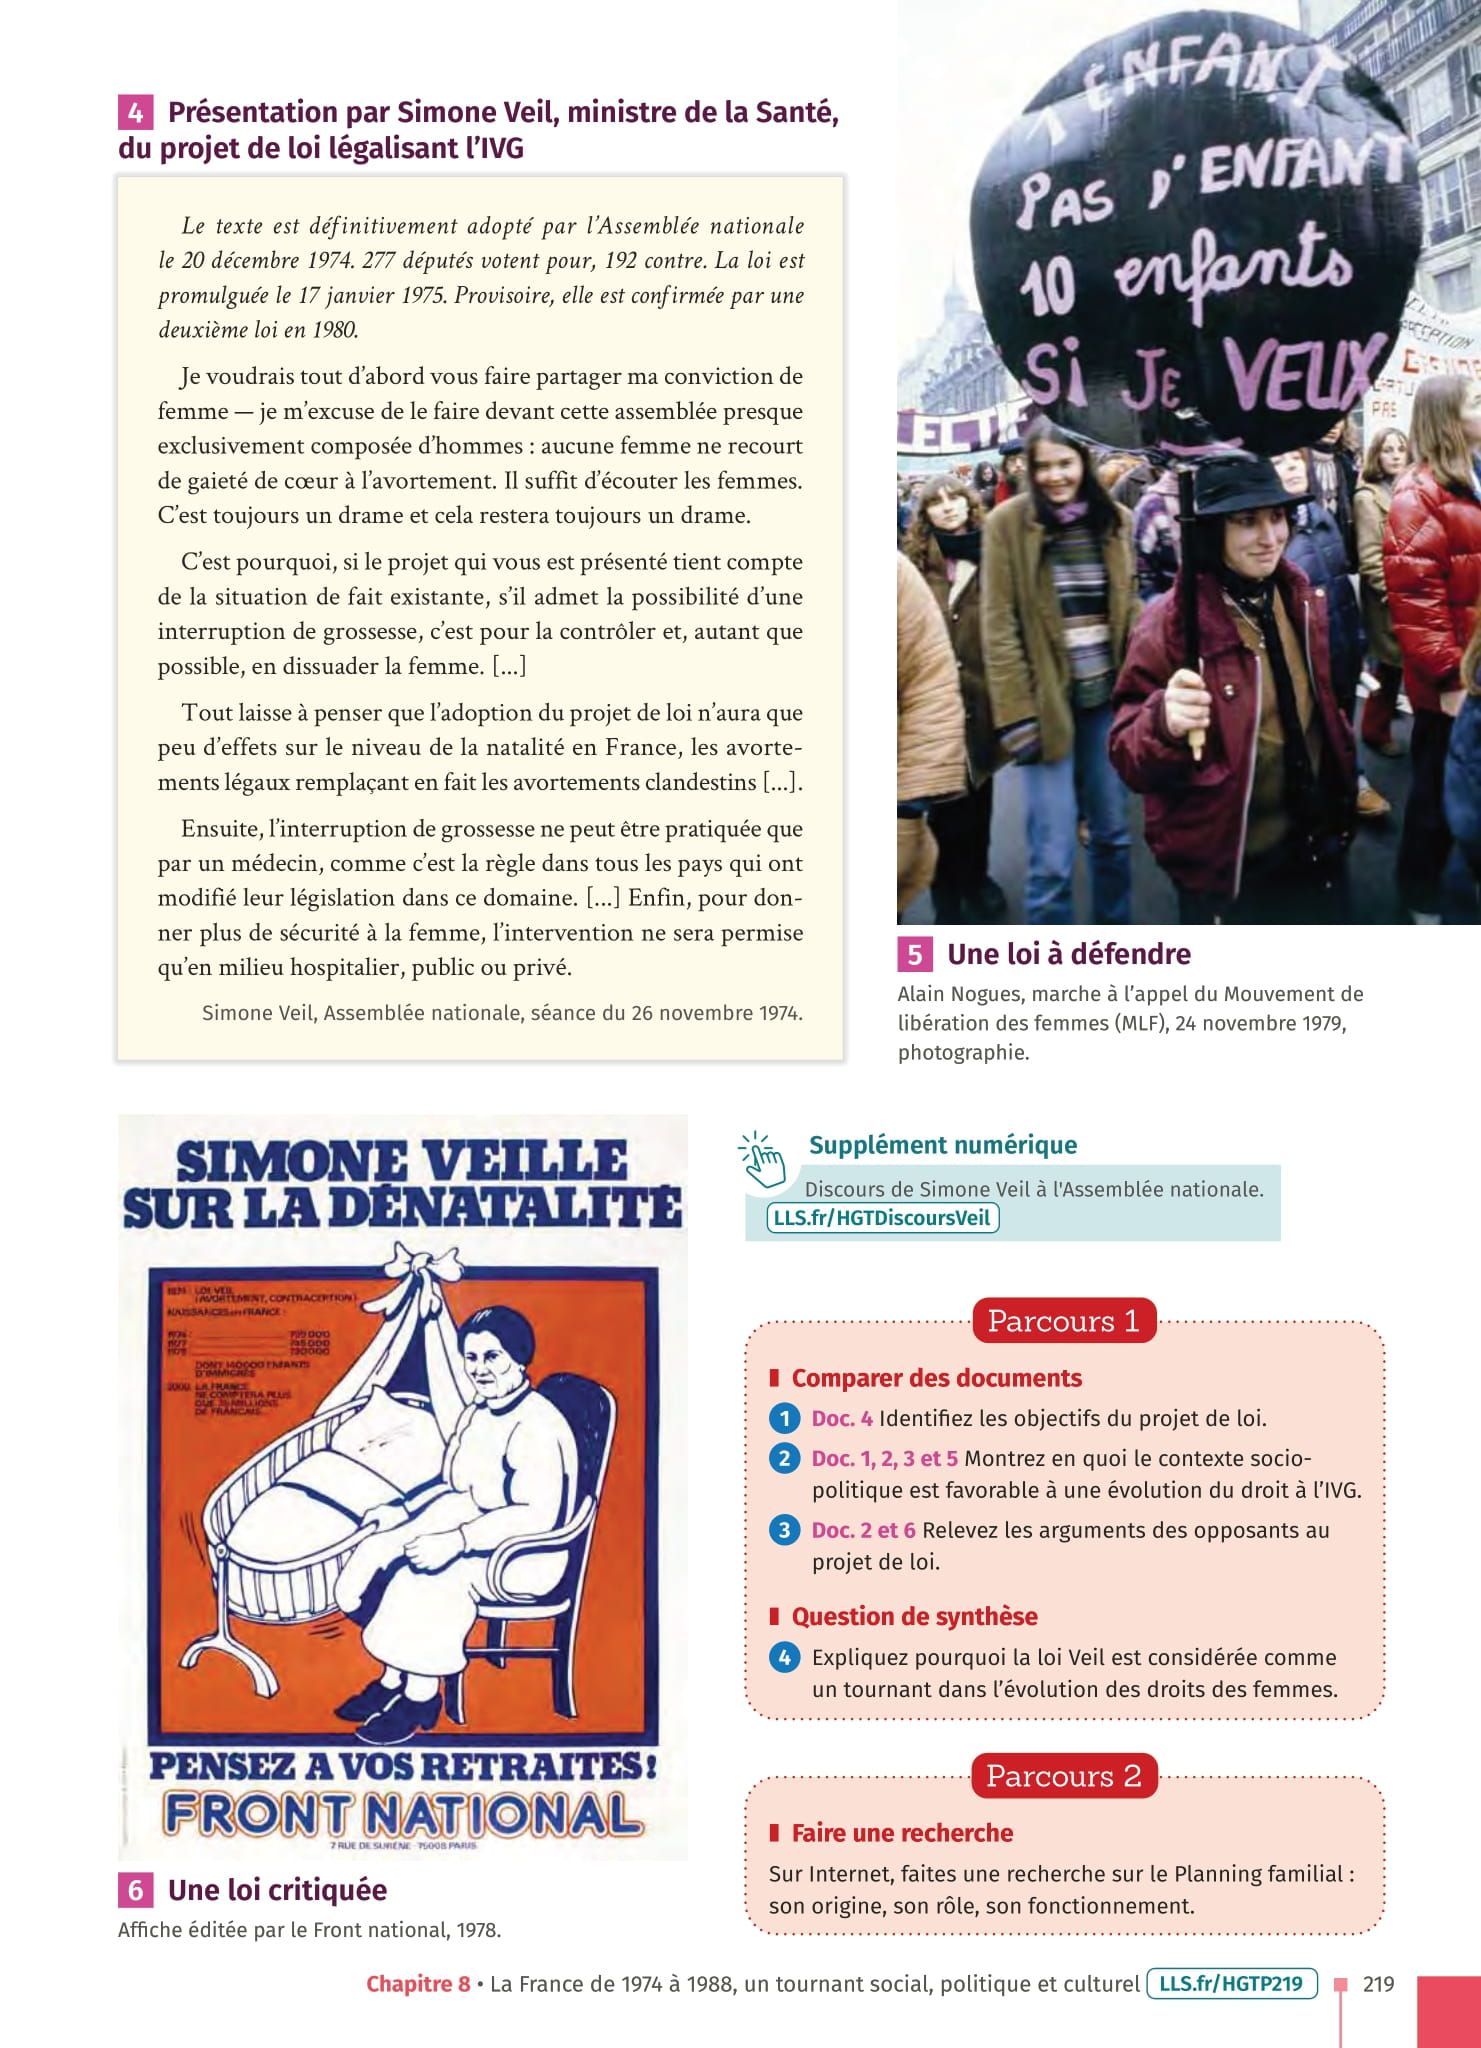 4 Présentation par Simone Veil, ministre de la Santé,
du projet de loi légalisant l'IVG
Le texte est définitivement adopté par l'Assemblée nationale
le 20 décembre 1974. 277 députés votent pour, 192 contre. La loi est
promulguée le 17 janvier 1975. Provisoire, elle est confirmée par une
deuxième loi en 1980.
Je voudrais tout d'abord vous faire partager ma conviction de
femme — je m'excuse de le faire devant cette assemblée presque
exclusivement composée d'hommes : aucune femme ne recourt
de gaieté de cœur à l'avortement. Il suffit d'écouter les femmes.
C'est toujours un drame et cela restera toujours un drame.
C'est pourquoi, si le projet qui vous est présenté tient compte
de la situation de fait existante, s'il admet la possibilité d'une
interruption de grossesse, c'est pour la contrôler et, autant que
possible, en dissuader la femme. [...]
Tout laisse à penser que l'adoption du projet de loi n'aura que
peu d'effets sur le niveau de la natalité en France, les avorte-
ments légaux remplaçant en fait les avortements clandestins [...].
Ensuite, l'interruption de grossesse ne peut être pratiquée que
par un médecin, comme c'est la règle dans tous les pays qui ont
modifié leur législation dans ce domaine. [...] Enfin, pour don-
ner plus de sécurité à la femme, l'intervention ne sera permise
qu'en milieu hospitalier, public ou privé.
Simone Veil, Assemblée nationale, séance du 26 novembre 1974.
1 ENFANT
PAS D'ENFANT
10 enfants
Si JE VEUX
LECTIF
PAS
5 Une loi à défendre
Alain Nogues, marche à l'appel du Mouvement de
libération des femmes (MLF), 24 novembre 1979,
photographie.
SIMONE VEILLE
SUR LA DÉNATALITÉ
1974 : LOI VEIL
(AVORTEMENT, CONTRACEPTION)
NAISSANCES en FRANCE :
1976 : 799 000
1977 745 000
1978 730000
DONT 140000 ENFANTS
D'IMMIGRÉS
2000 LA FRANCE
NE COMPTERA PLUS
QUE 35 MILLIONS
DE FRANCAIS...
PENSEZ A VOS RETRAITES !
FRONT NATIONAL
7 RUE DE SURÈNE - 75008 PARIS
6 Une loi critiquée
Affiche éditée par le Front national, 1978.
Supplément numérique
Discours de Simone Veil à l'Assemblée nationale.
LLS.fr/HGTDiscoursVeil
Parcours 1
Comparer des documents
1 Doc. 4 Identifiez les objectifs du projet de loi.
2 Doc. 1, 2, 3 et 5 Montrez en quoi le contexte socio-
politique est favorable à une évolution du droit à l'IVG.
3 Doc. 2 et 6 Relevez les arguments des opposants au
projet de loi.
Question de synthèse
4 Expliquez pourquoi la loi Veil est considérée comme
un tournant dans l'évolution des droits des femmes.
Parcours 2
Faire une recherche
Sur Internet, faites une recherche sur le Planning familial :
son origine, son rôle, son fonctionnement.
Chapitre 8 • La France de 1974 à 1988, un tournant social, politique et culturel LLS.fr/HGTP219 219